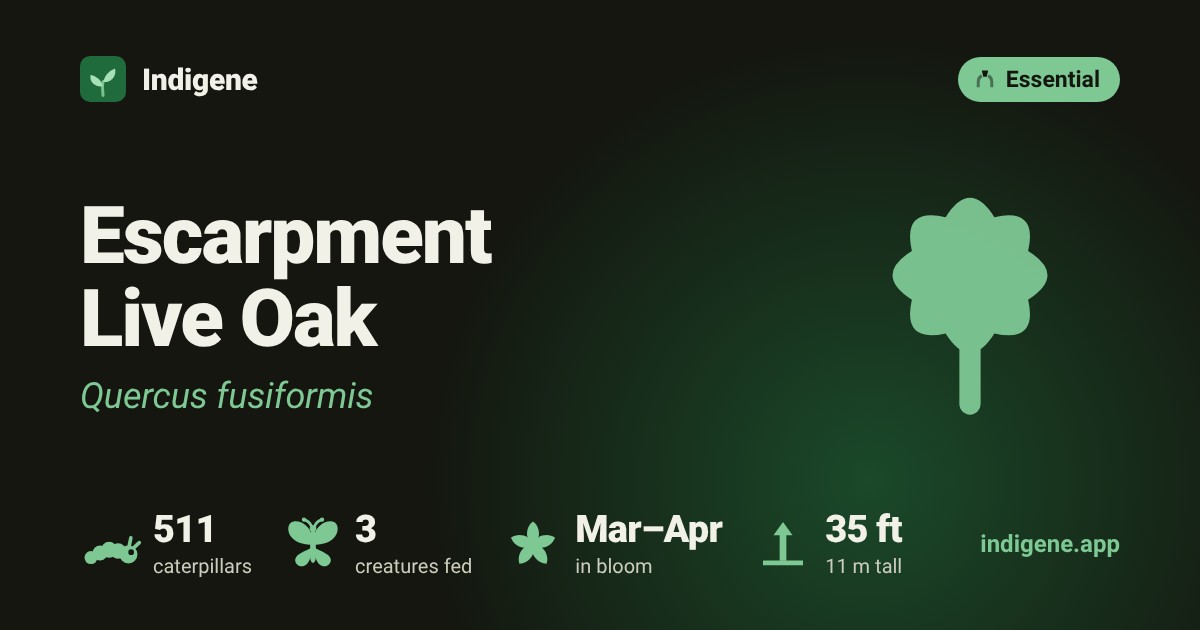 Indigene
Essential
Escarpment
Live Oak
Quercus fusiformis
511
caterpillars
3
creatures fed
Mar–Apr
in bloom
35 ft
11 m tall
indigene.app